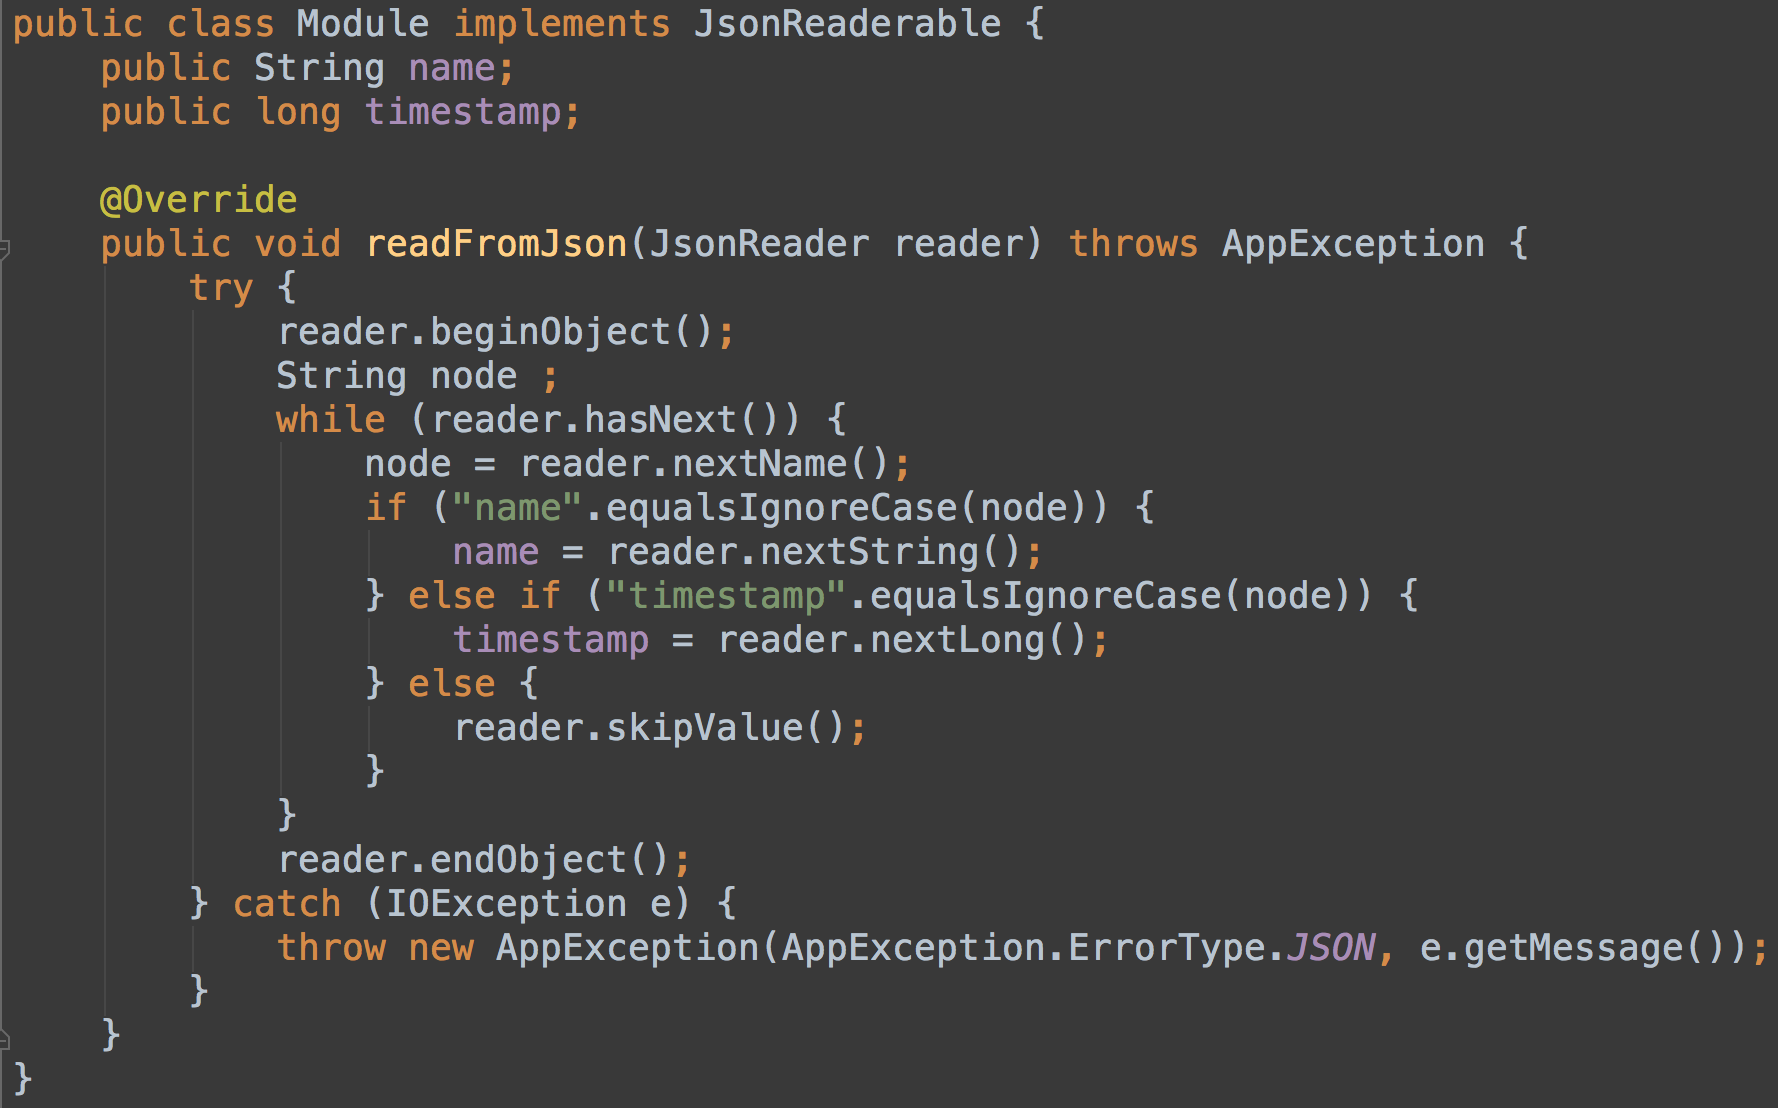 public class Module implements JsonReaderable {
    public String name;
    public long timestamp;

    @Override
    public void readFromJson(JsonReader reader) throws AppException {
        try {
            reader.beginObject();
            String node ;
            while (reader.hasNext()) {
                node = reader.nextName();
                if ("name".equalsIgnoreCase(node)) {
                    name = reader.nextString();
                } else if ("timestamp".equalsIgnoreCase(node)) {
                    timestamp = reader.nextLong();
                } else {
                    reader.skipValue();
                }
            }
            reader.endObject();
        } catch (IOException e) {
            throw new AppException(AppException.ErrorType.JSON, e.getMessage());
        }
    }
}